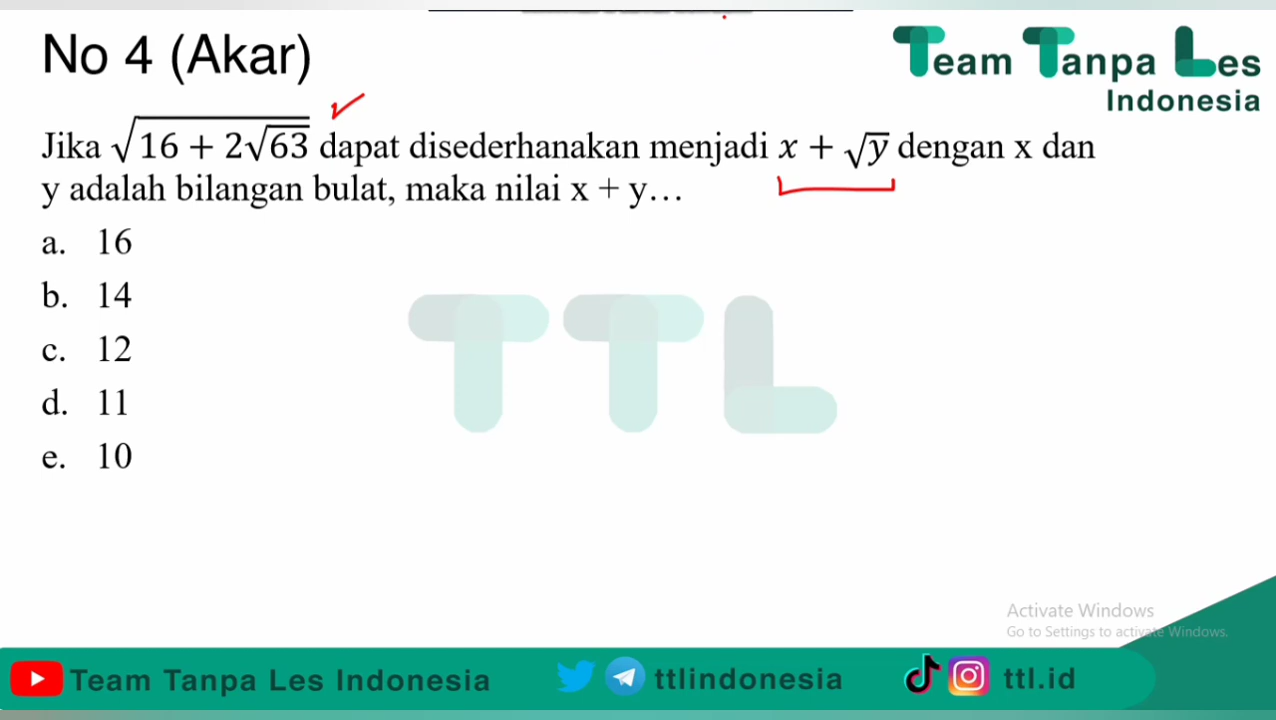 No 4 (Akar)
Team Tanpa Les
Indonesia
Jika √(16 + 2√63) dapat disederhanakan menjadi x + √y dengan x dan
y adalah bilangan bulat, maka nilai x + y…
a. 16
b. 14
c. 12
d. 11
e. 10
TTL
Activate Windows
Go to Settings to activate Windows.
Team Tanpa Les Indonesia
ttlindonesia
ttl.id